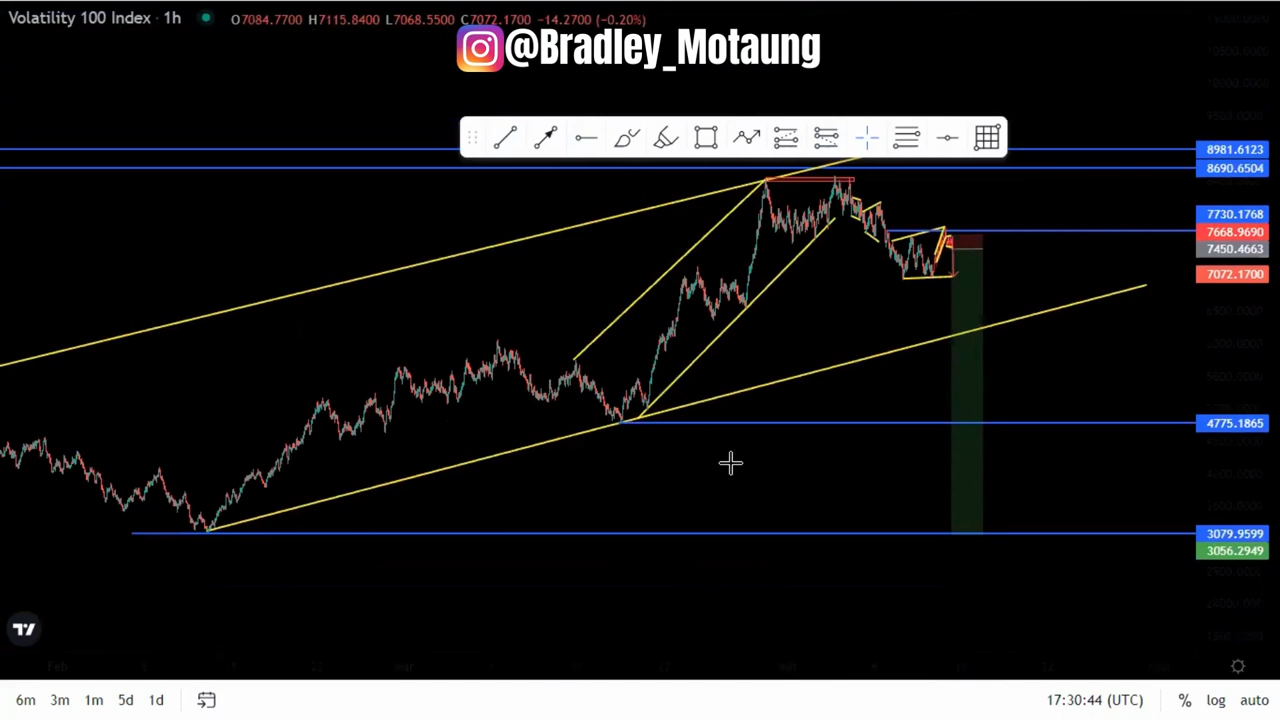 Volatility 100 Index · 1h
O7084.7700 H7115.8400 L7068.5500 C7072.1700 −14.2700 (−0.20%)
@Bradley_Motaung
8981.6123
8690.6504
7730.1768
7668.9690
7450.4663
7072.1700
4775.1865
3079.9599
3056.2949
Feb
6m 3m 1m 5d 1d
17:30:44 (UTC) % log auto